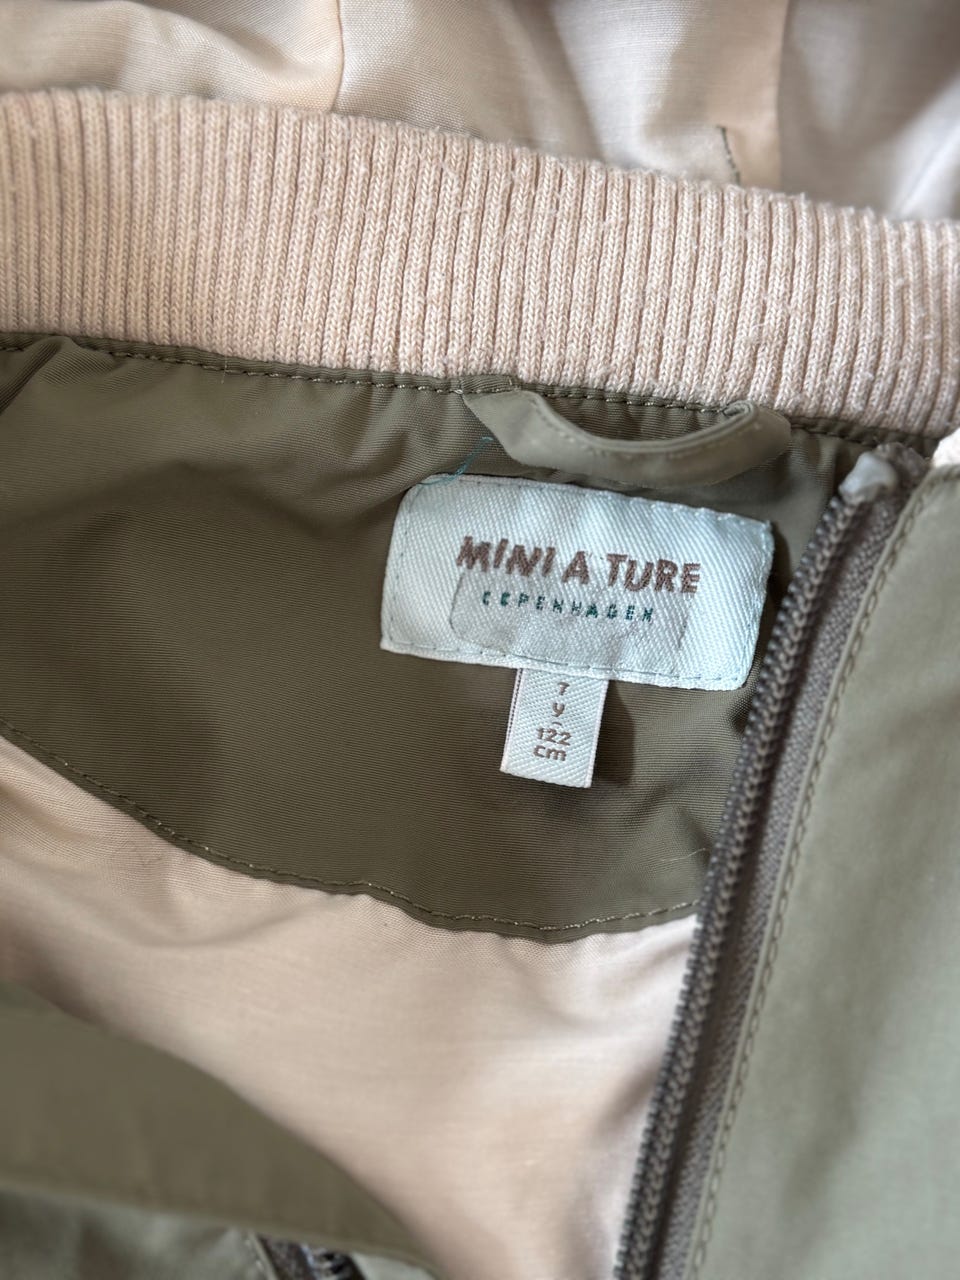 MINI A TURE
COPENHAGEN
7
y
122
cm